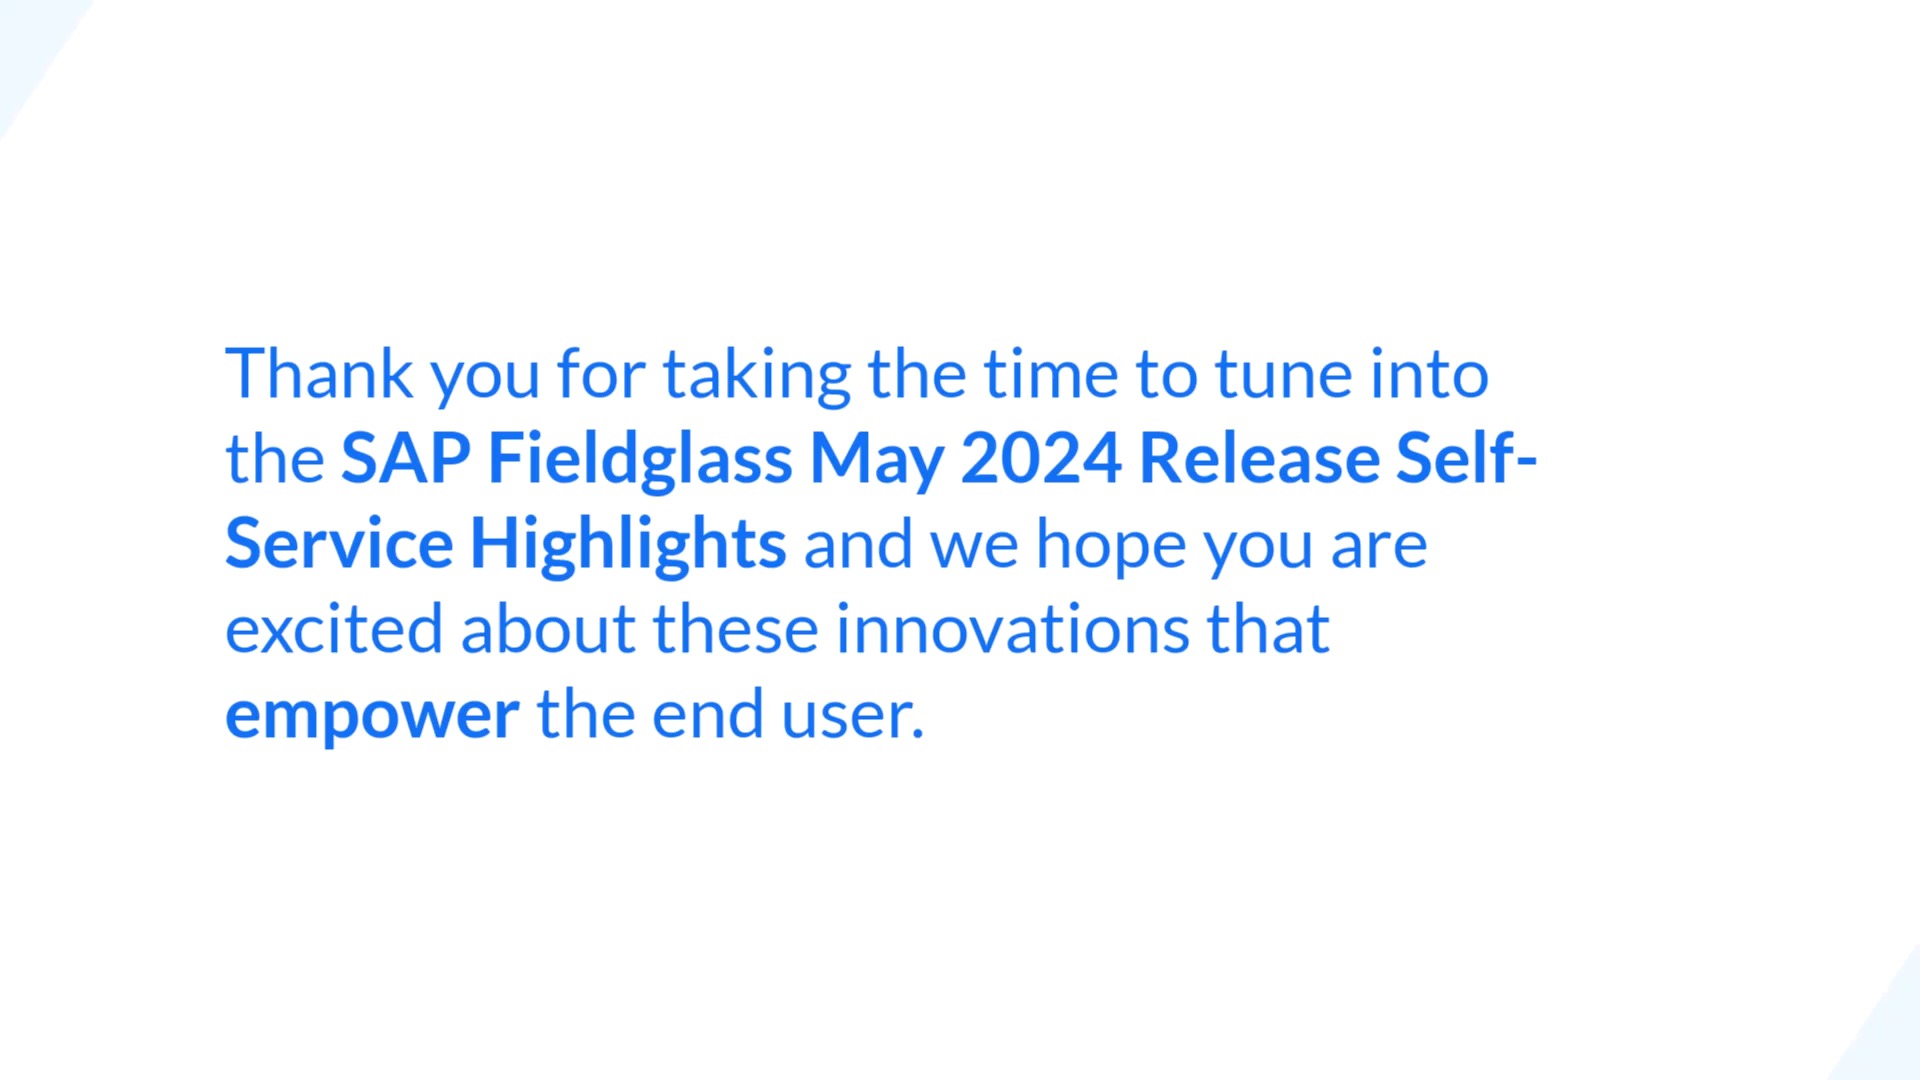 Thank you for taking the time to tune into
the SAP Fieldglass May 2024 Release Self-
Service Highlights and we hope you are
excited about these innovations that
empower the end user.